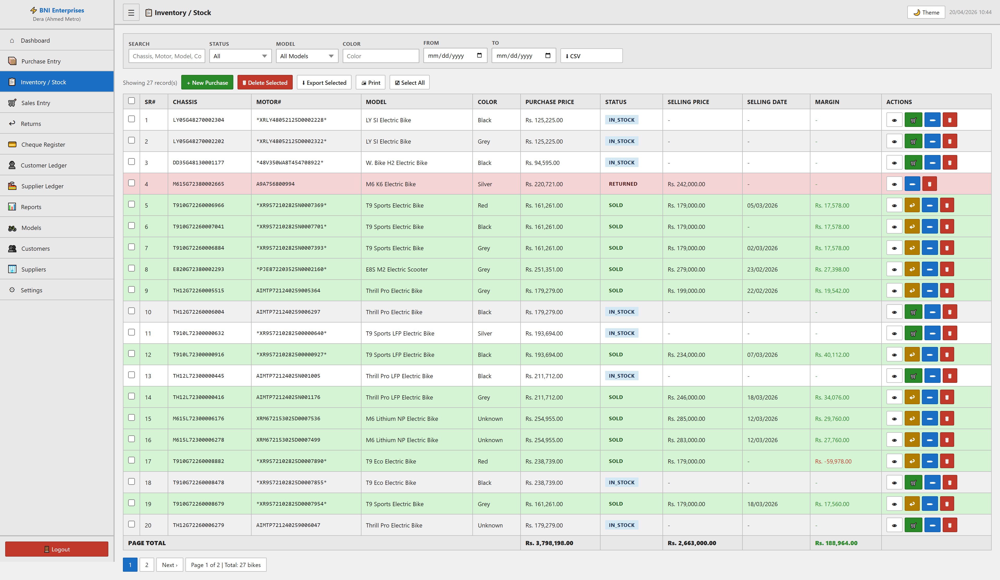 BNI Enterprises
Dera (Ahmed Metro)
Dashboard
Purchase Entry
Inventory / Stock
Sales Entry
Returns
Cheque Register
Customer Ledger
Supplier Ledger
Reports
Models
Customers
Suppliers
Settings
Logout
☰ Inventory / Stock
Theme 20/04/2026 10:44
SEARCH STATUS MODEL COLOR FROM TO
Chassis, Motor, Model, Co All All Models Color mm/dd/yyyy mm/dd/yyyy ⬇ CSV
Showing 27 record(s) + New Purchase Delete Selected ⬇ Export Selected Print ☑ Select All
SR# CHASSIS MOTOR# MODEL COLOR PURCHASE PRICE STATUS SELLING PRICE SELLING DATE MARGIN ACTIONS
1 LY05G48270002304 *XRLY48052125D0002228* LY SI Electric Bike Black Rs. 125,225.00 IN_STOCK - - -
2 LY05G48270002202 *XRLY48052125D0002322* LY SI Electric Bike Grey Rs. 125,225.00 IN_STOCK - - -
3 DD35G48130001177 *48V350WA8T454708922* W. Bike H2 Electric Bike Black Rs. 94,595.00 IN_STOCK - - -
4 M615G72380002665 A9A756800994 M6 K6 Electric Bike Silver Rs. 220,721.00 RETURNED Rs. 242,000.00 - -
5 T910G72260006966 *XR9S72102825N0007369* T9 Sports Electric Bike Red Rs. 161,261.00 SOLD Rs. 179,000.00 05/03/2026 Rs. 17,578.00
6 T910G72260007041 *XR9S72102825N0007701* T9 Sports Electric Bike Black Rs. 161,261.00 SOLD Rs. 179,000.00 - Rs. 17,578.00
7 T910G72260006884 *XR9S72102825N0007393* T9 Sports Electric Bike Grey Rs. 161,261.00 SOLD Rs. 179,000.00 02/03/2026 Rs. 17,578.00
8 E820G72380002293 *PJE872203525N0002160* E8S M2 Electric Scooter Grey Rs. 251,351.00 SOLD Rs. 279,000.00 23/02/2026 Rs. 27,398.00
9 TH12G72260005515 AIMTP721240259005364 Thrill Pro Electric Bike Grey Rs. 179,279.00 SOLD Rs. 199,000.00 22/02/2026 Rs. 19,542.00
10 TH12G72260006004 AIMTP721240259006297 Thrill Pro Electric Bike Black Rs. 179,279.00 IN_STOCK - - -
11 T910L72300000632 *XR9S7210282500000640* T9 Sports LFP Electric Bike Silver Rs. 193,694.00 IN_STOCK - - -
12 T910L72300000916 *XR9S7210282500000927* T9 Sports LFP Electric Bike Black Rs. 193,694.00 SOLD Rs. 234,000.00 07/03/2026 Rs. 40,112.00
13 TH12L72300000445 AIMTP72124025N001005 Thrill Pro LFP Electric Bike Black Rs. 211,712.00 IN_STOCK - - -
14 TH12L72300000416 AIMTP72124025N001176 Thrill Pro LFP Electric Bike Grey Rs. 211,712.00 SOLD Rs. 246,000.00 18/03/2026 Rs. 34,076.00
15 M615L72300006176 XRM672153025D0007536 M6 Lithium NP Electric Bike Unknown Rs. 254,955.00 SOLD Rs. 285,000.00 12/03/2026 Rs. 29,760.00
16 M615L72300006278 XRM672153025D0007499 M6 Lithium NP Electric Bike Unknown Rs. 254,955.00 SOLD Rs. 283,000.00 12/03/2026 Rs. 27,760.00
17 T910G72260008882 *XR9S72102825D0007890* T9 Eco Electric Bike Red Rs. 238,739.00 SOLD Rs. 179,000.00 - Rs. -59,978.00
18 T910G72260008478 *XR9S72102825D0007855* T9 Eco Electric Bike Black Rs. 238,739.00 IN_STOCK - - -
19 T910G72260008679 *XR9S72102825D0007954* T9 Sports Electric Bike Grey Rs. 161,261.00 SOLD Rs. 179,000.00 18/03/2026 Rs. 17,560.00
20 TH12G72260006279 AIMTP721240259006047 Thrill Pro Electric Bike Unknown Rs. 179,279.00 IN_STOCK - - -
PAGE TOTAL Rs. 3,798,198.00 Rs. 2,663,000.00 Rs. 188,964.00
1 2 Next › Page 1 of 2 | Total: 27 bikes